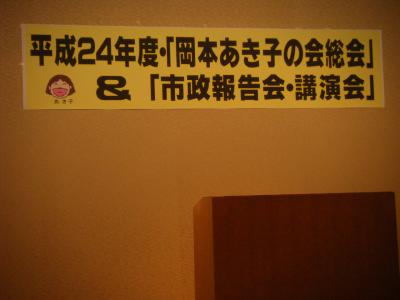 平成24年度・「岡本あき子の会総会」
& 「市政報告会・講演会」
あき子